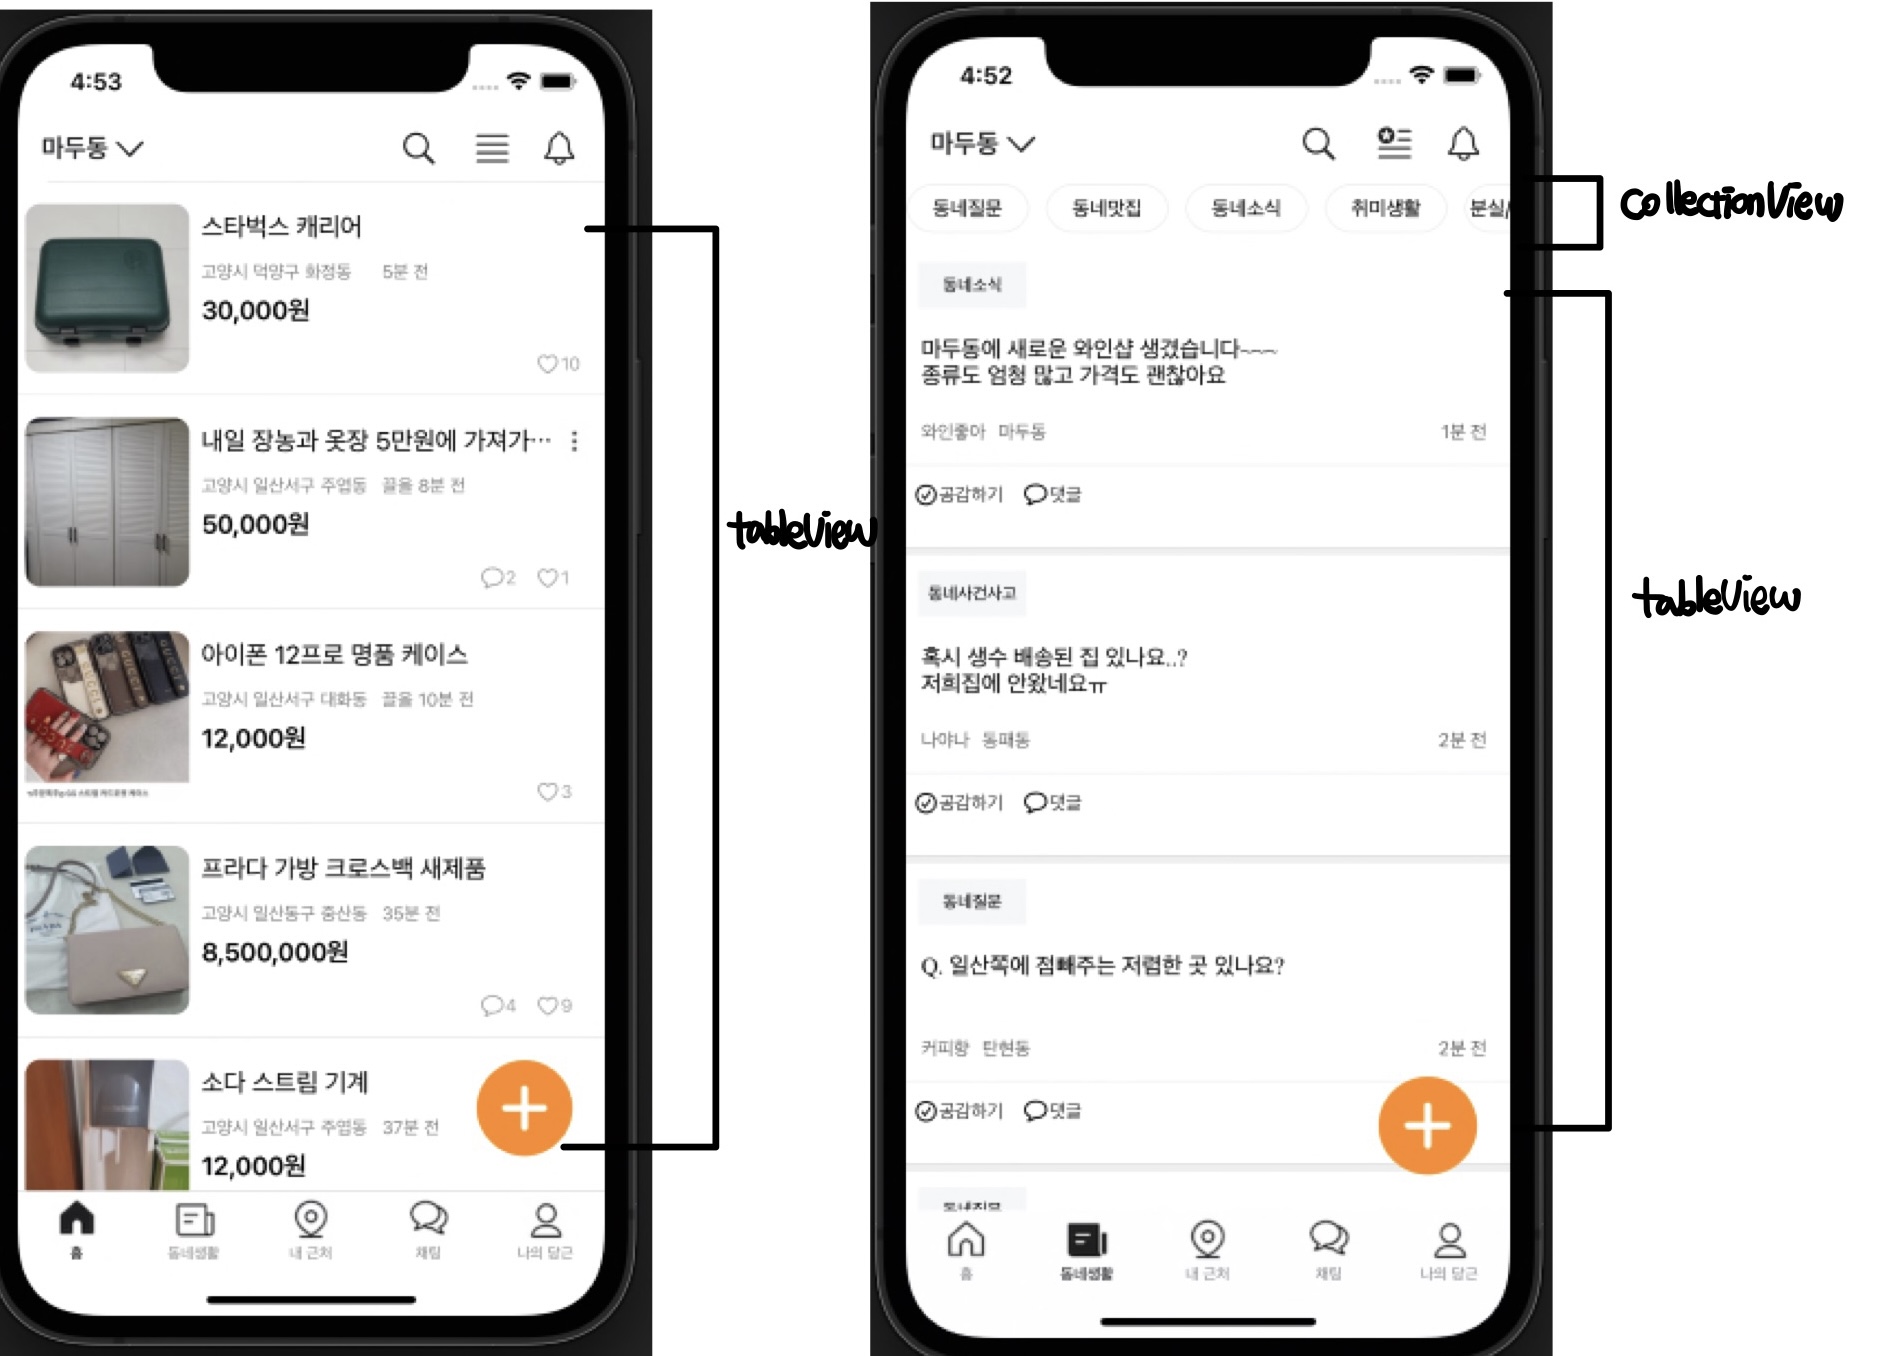 4:53
마두동
스타벅스 캐리어
고양시 덕양구 화정동 5분 전
30,000원
10
내일 장농과 옷장 5만원에 가져가…
고양시 일산서구 주엽동 끌올 8분 전
50,000원
2 1
아이폰 12프로 명품 케이스
고양시 일산서구 대화동 끌올 10분 전
12,000원
3
프라다 가방 크로스백 새제품
고양시 일산동구 중산동 35분 전
8,500,000원
4 9
소다 스트림 기계
고양시 일산서구 주엽동 37분 전
12,000원
홈 동네생활 내 근처 채팅 나의 당근
tableView
4:52
마두동
동네질문 동네맛집 동네소식 취미생활 분실/
collectionView
동네소식
마두동에 새로운 와인샵 생겼습니다~~~
종류도 엄청 많고 가격도 괜찮아요
와인좋아 마두동 1분 전
공감하기 댓글
동네사건사고
혹시 생수 배송된 집 있나요..?
저희집에 안왔네요ㅠ
나야나 동패동 2분 전
공감하기 댓글
동네질문
Q. 일산쪽에 점빼주는 저렴한 곳 있나요?
커피향 탄현동 2분 전
공감하기 댓글
동네질문
홈 동네생활 내 근처 채팅 나의 당근
tableView